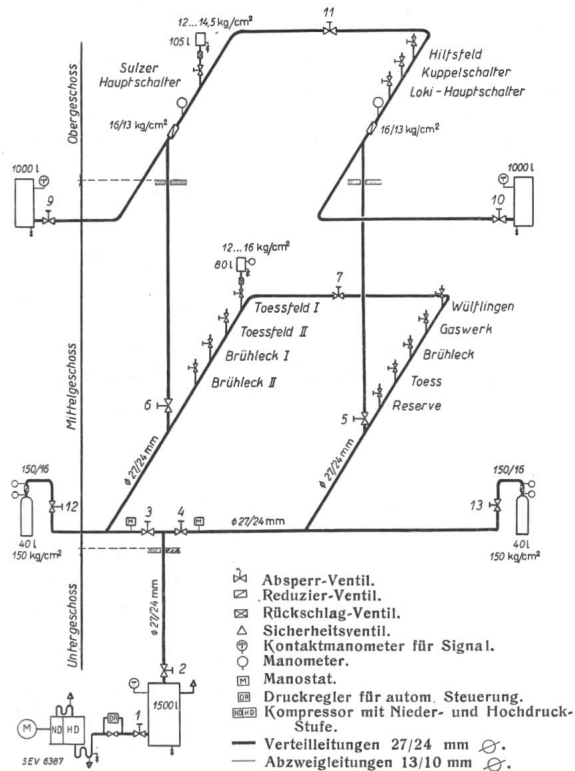 11
12...14,5 kg/cm²
105 l
Sulzer
Hauptschalter
Hilfsfeld
Kuppelschalter
Loki-Hauptschalter
16/13 kg/cm²
16/13 kg/cm²
Obergeschoss
1000 l
9
10
1000 l
12...16 kg/cm²
80 l
7
Toessfeld I
Toessfeld II
Brühleck I
Brühleck II
Wülflingen
Gaswerk
Brühleck
Toess
Reserve
Mittelgeschoss
6
5
ϕ 27/24 mm
ϕ 27/24 mm
150/16
12
40 l
150 kg/cm²
M
3
4
M
ϕ 27/24 mm
150/16
13
40 l
150 kg/cm²
Untergeschoss
ϕ 27/24 mm
2
1500 l
DR
1
M
ND
HD
SEV 6387
Absperr-Ventil.
Reduzier-Ventil.
Rückschlag-Ventil.
Sicherheitsventil.
Kontaktmanometer für Signal.
Manometer.
M Manostat.
DR Druckregler für autom. Steuerung.
ND HD Kompressor mit Nieder- und Hochdruck-
Stufe.
Verteilleitungen 27/24 mm ∅.
Abzweigleitungen 13/10 mm ∅.